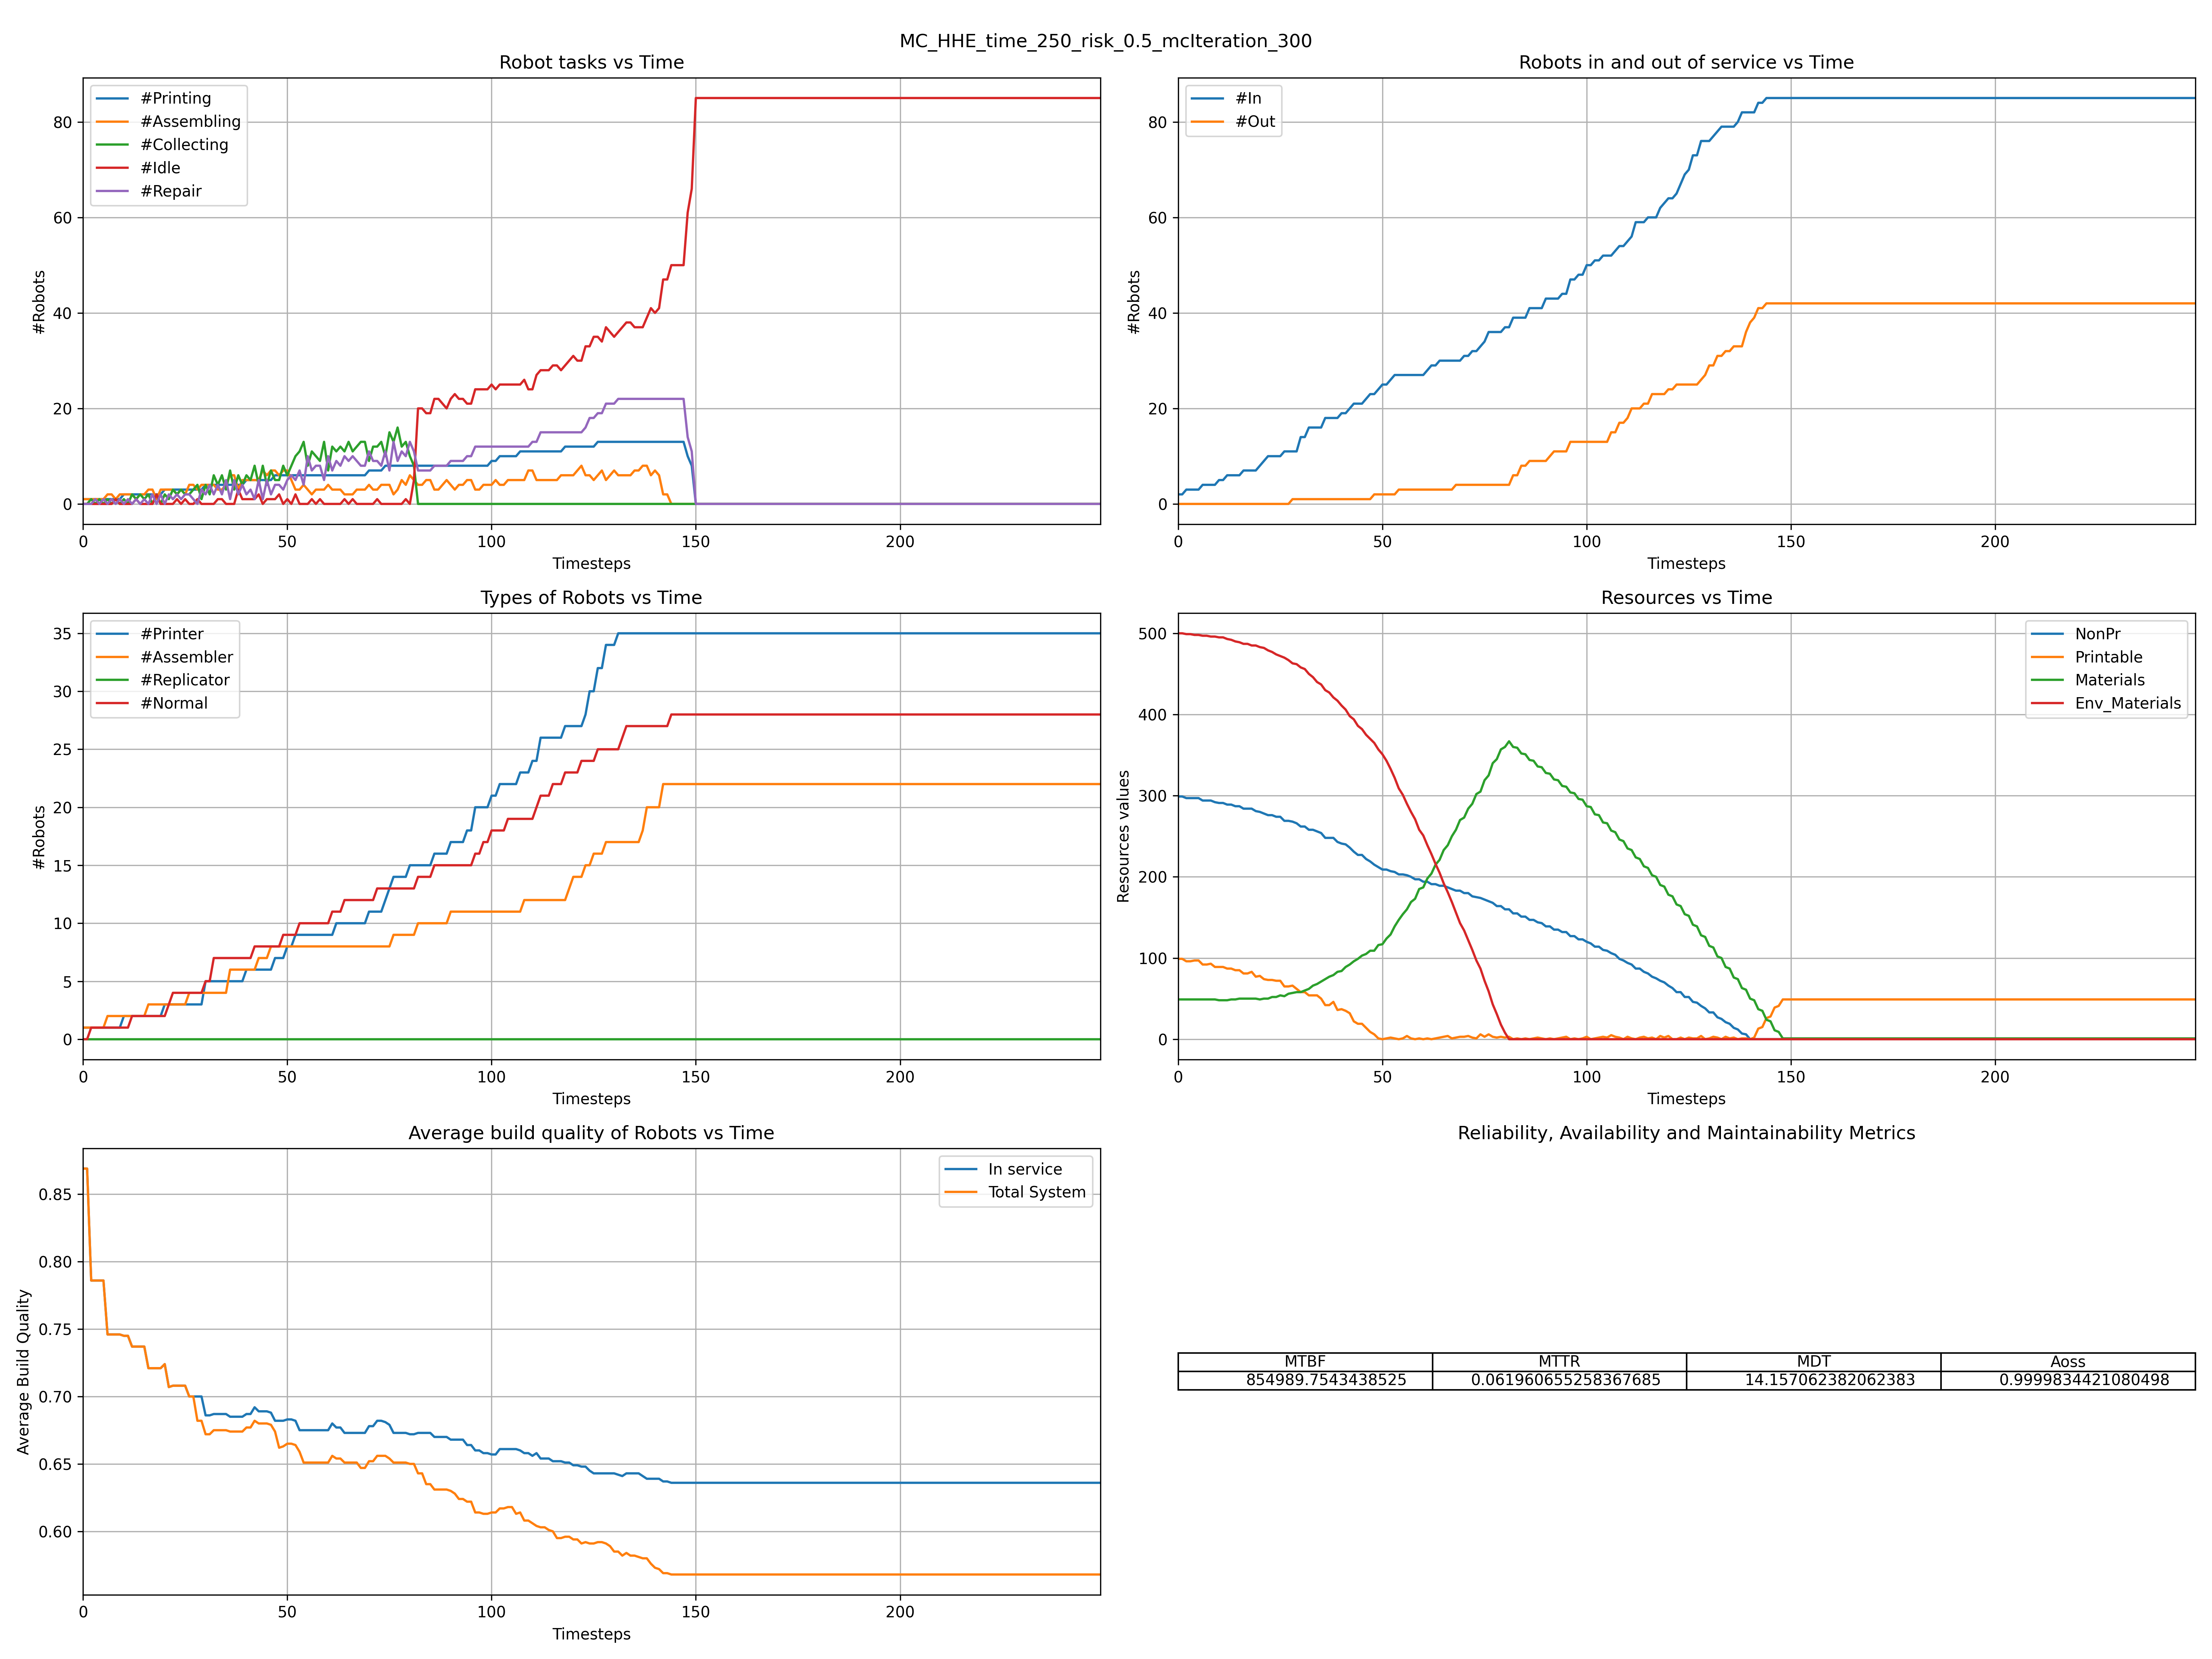 MC_HHE_time_250_risk_0.5_mcIteration_300
Robot tasks vs Time
#Printing
#Assembling
#Collecting
#Idle
#Repair
#Robots
80
60
40
20
0
0 50 100 150 200
Timesteps
Robots in and out of service vs Time
#In
#Out
#Robots
80
60
40
20
0
0 50 100 150 200
Timesteps
Types of Robots vs Time
#Printer
#Assembler
#Replicator
#Normal
#Robots
35
30
25
20
15
10
5
0
0 50 100 150 200
Timesteps
Resources vs Time
NonPr
Printable
Materials
Env_Materials
Resources values
500
400
300
200
100
0
0 50 100 150 200
Timesteps
Average build quality of Robots vs Time
In service
Total System
Average Build Quality
0.85
0.80
0.75
0.70
0.65
0.60
0 50 100 150 200
Timesteps
Reliability, Availability and Maintainability Metrics
MTBF MTTR MDT Aoss
854989.7543438525 0.061960655258367685 14.157062382062383 0.9999834421080498